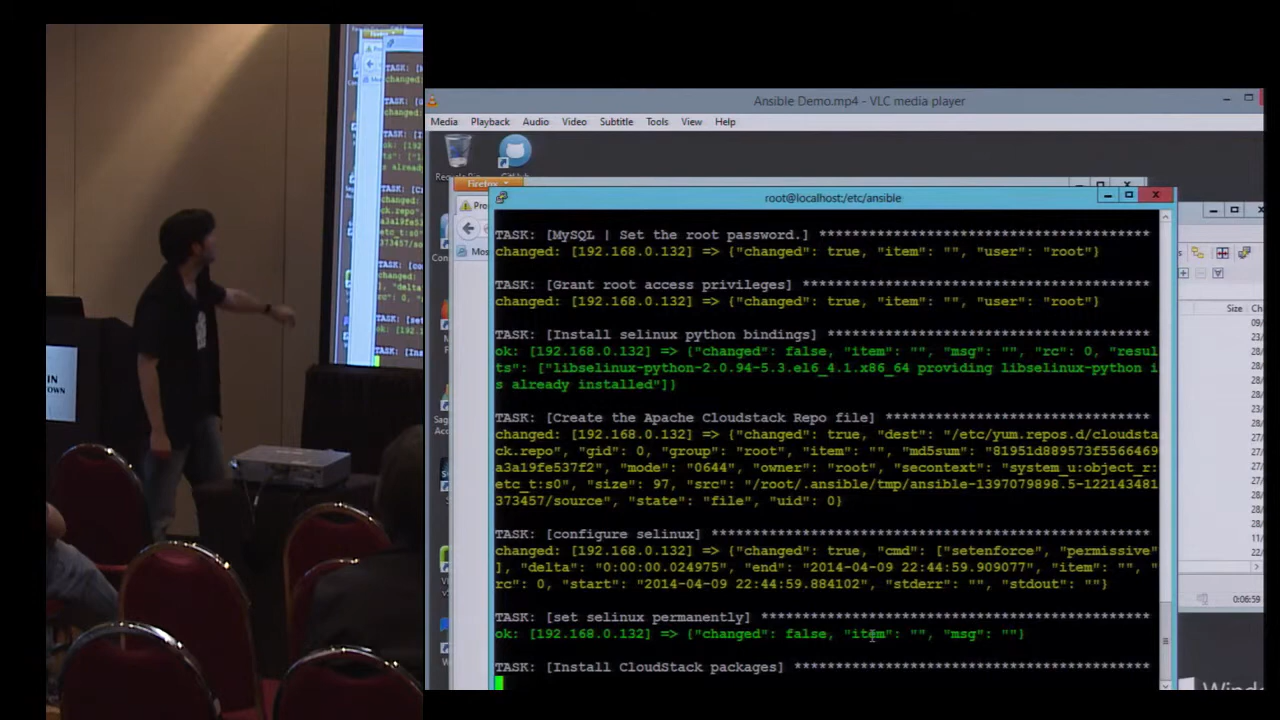 Ansible Demo.mp4 - VLC media player
Media Playback Audio Video Subtitle Tools View Help
Firefox
root@localhost:/etc/ansible
TASK: [MySQL | Set the root password.] ****************************************
changed: [192.168.0.132] => {"changed": true, "item": "", "user": "root"}
TASK: [Grant root access privileges] *******************************************
changed: [192.168.0.132] => {"changed": true, "item": "", "user": "root"}
TASK: [Install selinux python bindings] ***************************************
ok: [192.168.0.132] => {"changed": false, "item": "", "msg": "", "rc": 0, "resul
ts": ["libselinux-python-2.0.94-5.3.el6_4.1.x86_64 providing libselinux-python i
s already installed"]}
TASK: [Create the Apache Cloudstack Repo file] ********************************
changed: [192.168.0.132] => {"changed": true, "dest": "/etc/yum.repos.d/cloudsta
ck.repo", "gid": 0, "group": "root", "item": "", "md5sum": "81951d889573f5566469
a3a19fe537f2", "mode": "0644", "owner": "root", "secontext": "system_u:object_r:
etc_t:s0", "size": 97, "src": "/root/.ansible/tmp/ansible-1397079898.5-122143481
373457/source", "state": "file", "uid": 0}
TASK: [configure selinux] *****************************************************
changed: [192.168.0.132] => {"changed": true, "cmd": ["setenforce", "permissive"
], "delta": "0:00:00.024975", "end": "2014-04-09 22:44:59.909077", "item": "", "
rc": 0, "start": "2014-04-09 22:44:59.884102", "stderr": "", "stdout": ""}
TASK: [set selinux permanently] ***********************************************
ok: [192.168.0.132] => {"changed": false, "item": "", "msg": ""}
TASK: [Install CloudStack packages] *******************************************
Size
0:06:59